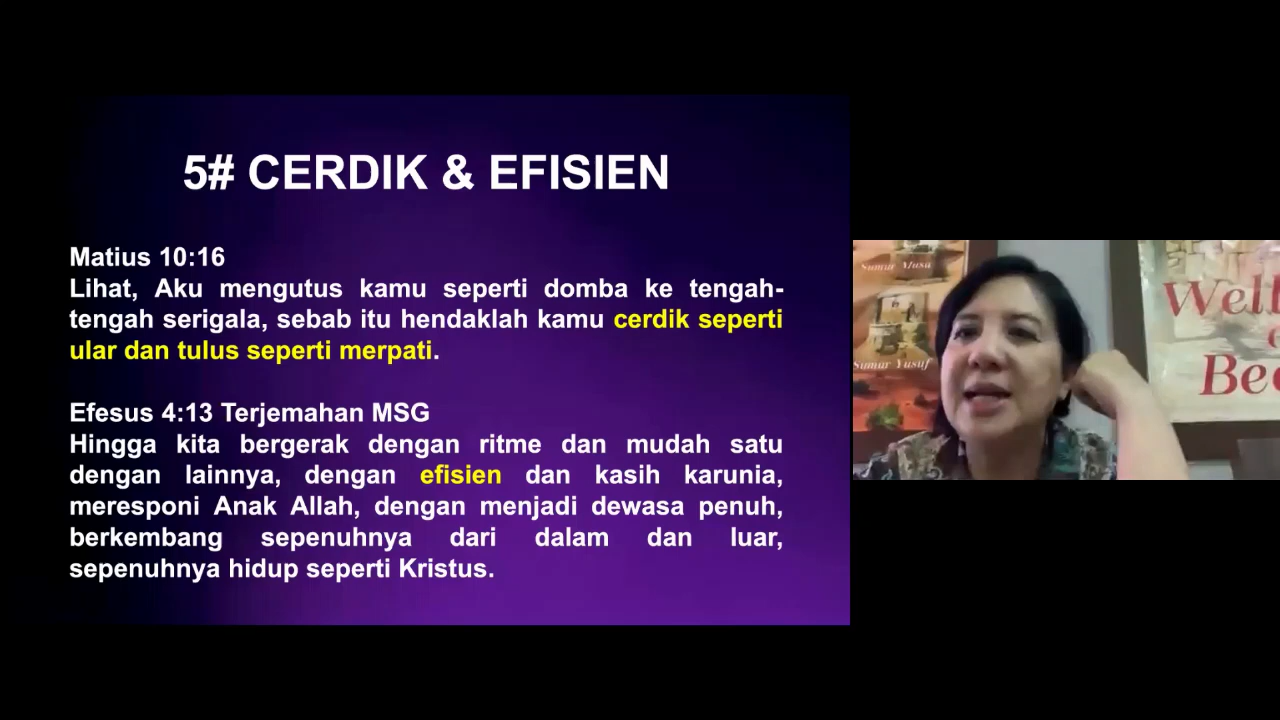 5# CERDIK & EFISIEN
Matius 10:16
Lihat, Aku mengutus kamu seperti domba ke tengah-
tengah serigala, sebab itu hendaklah kamu cerdik seperti
ular dan tulus seperti merpati.
Efesus 4:13 Terjemahan MSG
Hingga kita bergerak dengan ritme dan mudah satu
dengan lainnya, dengan efisien dan kasih karunia,
meresponi Anak Allah, dengan menjadi dewasa penuh,
berkembang sepenuhnya dari dalam dan luar,
sepenuhnya hidup seperti Kristus.
Sumur Musa
Sumur Yusuf
Well
Bee